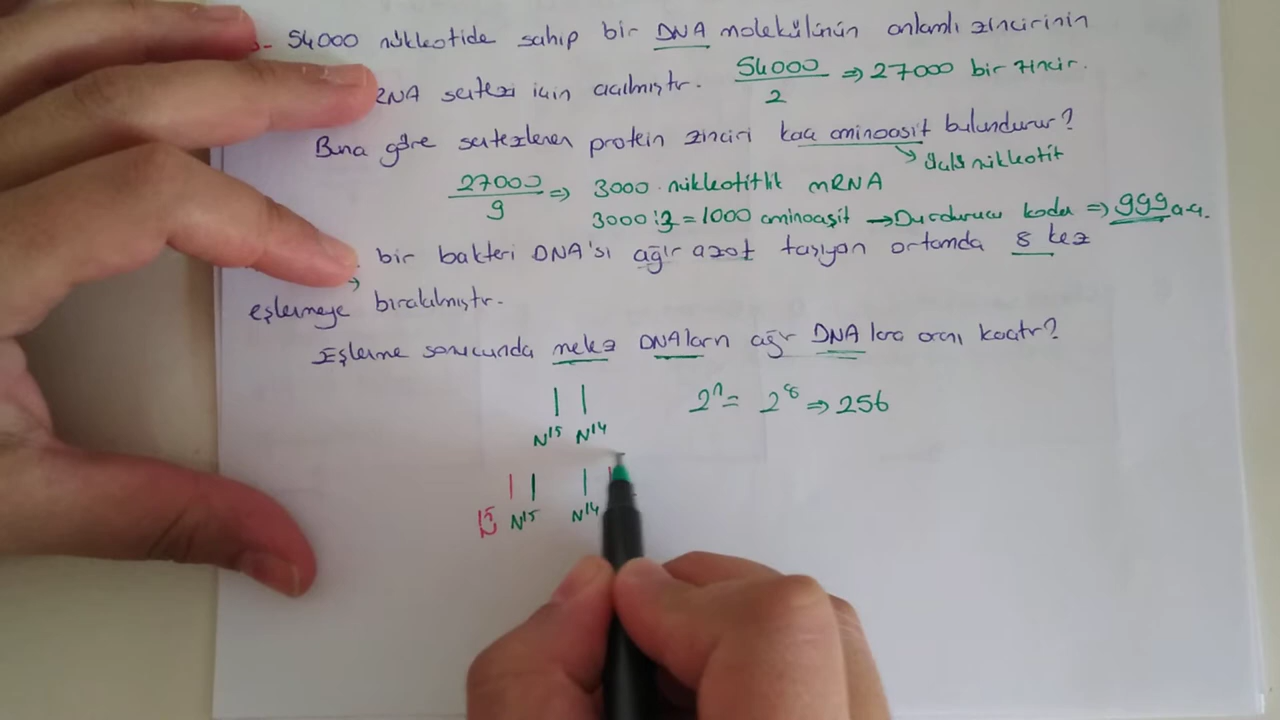 54000 nükleotide sahip bir DNA molekülünün anlamlı zincirinin
RNA sentezi için açılmıştır. 54000/2 ⇒ 27000 bir zincir.
Buna göre sentezlenen protein zinciri kaç aminoasit bulundurur?
27000/9 ⇒ 3000 nükleotitlik mRNA
3000:3=1000 aminoasit → Durdurucu kodon ⇒ 999 a.a.
bir bakteri DNA'sı ağır azot taşıyan ortamda 8 kez
eşlemeye bırakılmıştır.
Eşleme sonucunda melez DNAların ağır DNA lara oranı kaçtır?
2ⁿ = 2⁸ ⇒ 256
N¹⁵ N¹⁴
N¹⁵ N¹⁵ N¹⁴